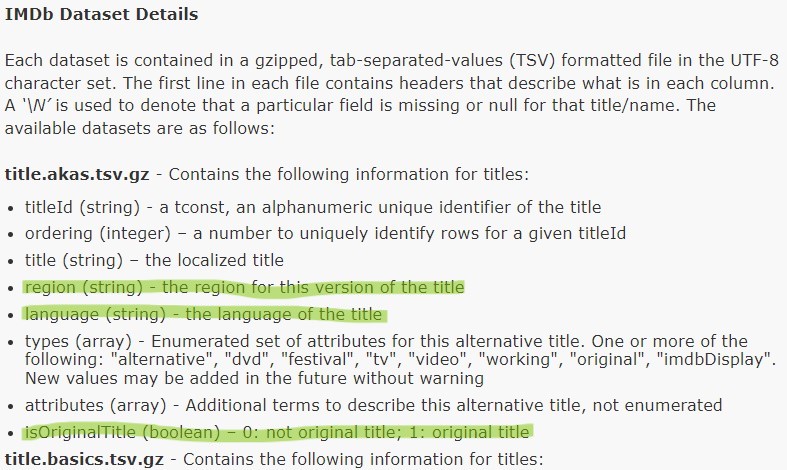 IMDb Dataset Details
Each dataset is contained in a gzipped, tab-separated-values (TSV) formatted file in the UTF-8
character set. The first line in each file contains headers that describe what is in each column.
A '\N' is used to denote that a particular field is missing or null for that title/name. The
available datasets are as follows:
title.akas.tsv.gz - Contains the following information for titles:
• titleId (string) - a tconst, an alphanumeric unique identifier of the title
• ordering (integer) – a number to uniquely identify rows for a given titleId
• title (string) – the localized title
• region (string) - the region for this version of the title
• language (string) - the language of the title
• types (array) - Enumerated set of attributes for this alternative title. One or more of the
following: "alternative", "dvd", "festival", "tv", "video", "working", "original", "imdbDisplay".
New values may be added in the future without warning
• attributes (array) - Additional terms to describe this alternative title, not enumerated
• isOriginalTitle (boolean) – 0: not original title; 1: original title
title.basics.tsv.gz - Contains the following information for titles: